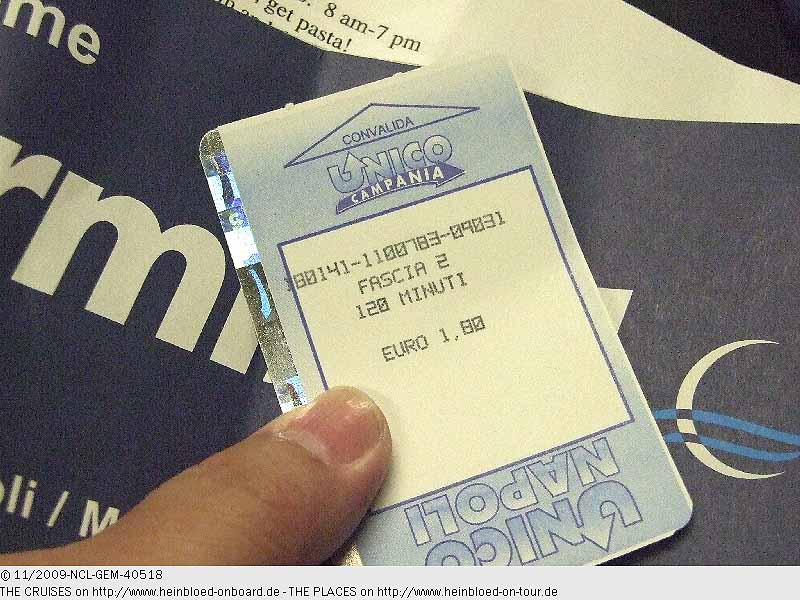 8 am-7 pm
, get pasta!
me
rm
CONVALIDA
UNICO
CAMPANIA
80141-1100783-09031
FASCIA 2
120 MINUTI
EURO 1,80
UNICO
NAPOLI
oli / M
© 11/2009-NCL-GEM-40518
THE CRUISES on http://www.heinbloed-onboard.de - THE PLACES on http://www.heinbloed-on-tour.de